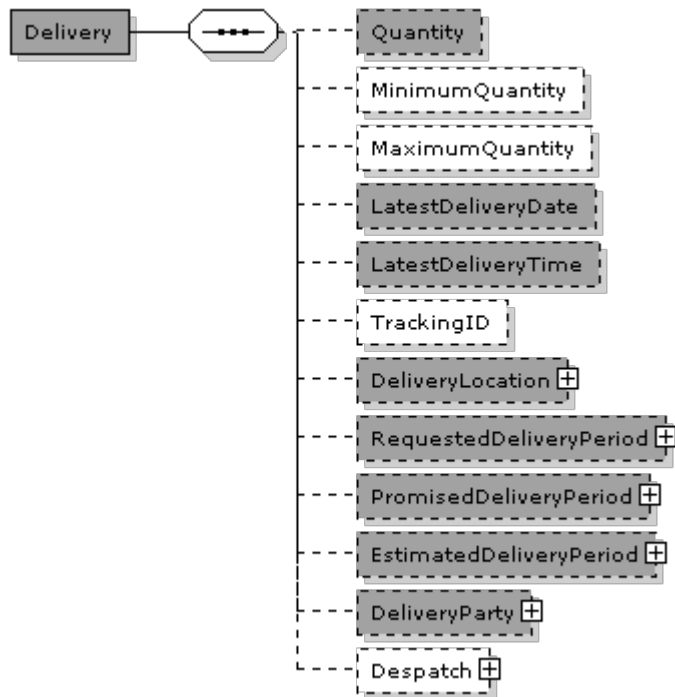 Delivery
Quantity
MinimumQuantity
MaximumQuantity
LatestDeliveryDate
LatestDeliveryTime
TrackingID
DeliveryLocation
RequestedDeliveryPeriod
PromisedDeliveryPeriod
EstimatedDeliveryPeriod
DeliveryParty
Despatch